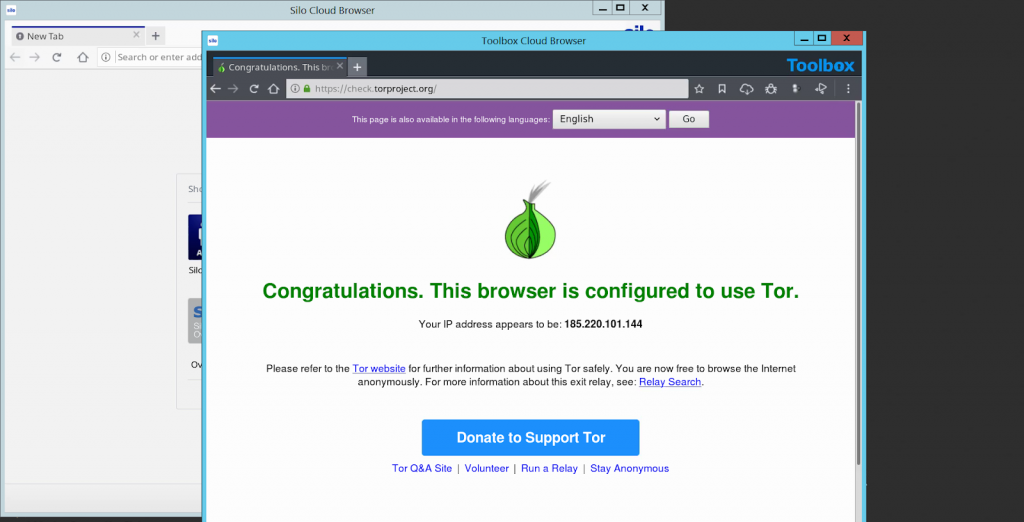 silo
Silo Cloud Browser
New Tab
Search or enter add
silo
Toolbox Cloud Browser
Congratulations. This br
Toolbox
https://check.torproject.org/
This page is also available in the following languages:
English
Go
Congratulations. This browser is configured to use Tor.
Your IP address appears to be: 185.220.101.144
Please refer to the Tor website for further information about using Tor safely. You are now free to browse the Internet
anonymously. For more information about this exit relay, see: Relay Search.
Donate to Support Tor
Tor Q&A Site | Volunteer | Run a Relay | Stay Anonymous
Sho
Silo
Ov